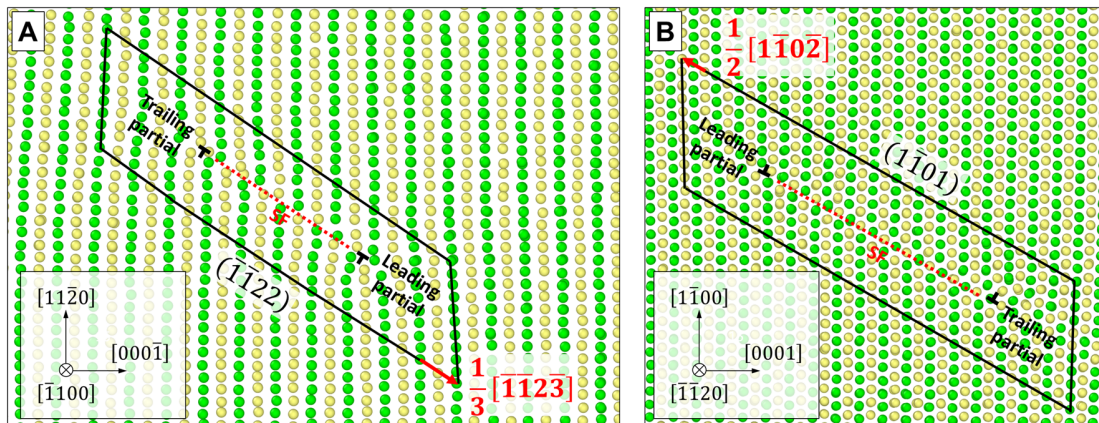 A
Trailing
partial
SF
Leading
partial
(1̅1̅22)
[112̅0]
[0001̅]
[1̅100]
1/3 [1̅1̅23̅]
B
1/2 [11̅02̅]
Leading
partial
(11̅01)
SF
Trailing
partial
[11̅00]
[0001]
[1̅1̅20]